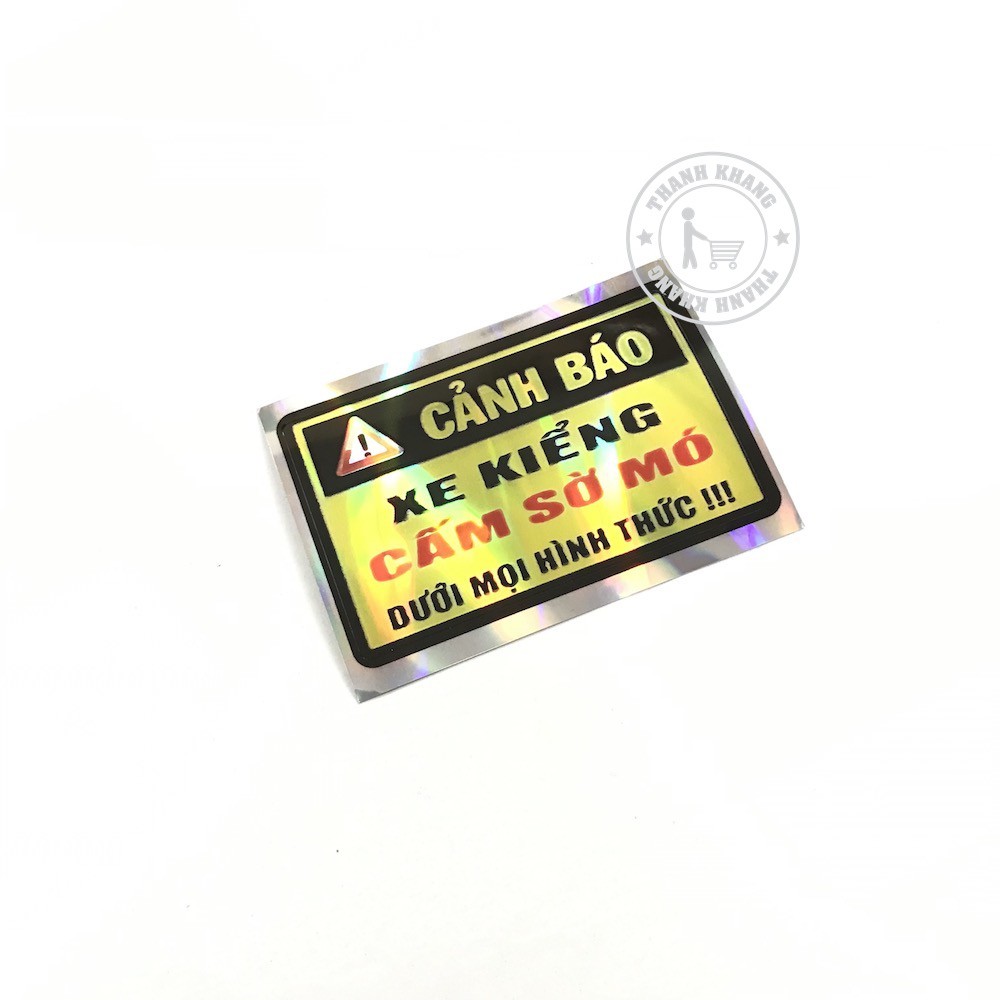 THANH KHANG
THANH KHANG
! CẢNH BÁO
XE KIỂNG
CẤM SỜ MÓ
DƯỚI MỌI HÌNH THỨC !!!